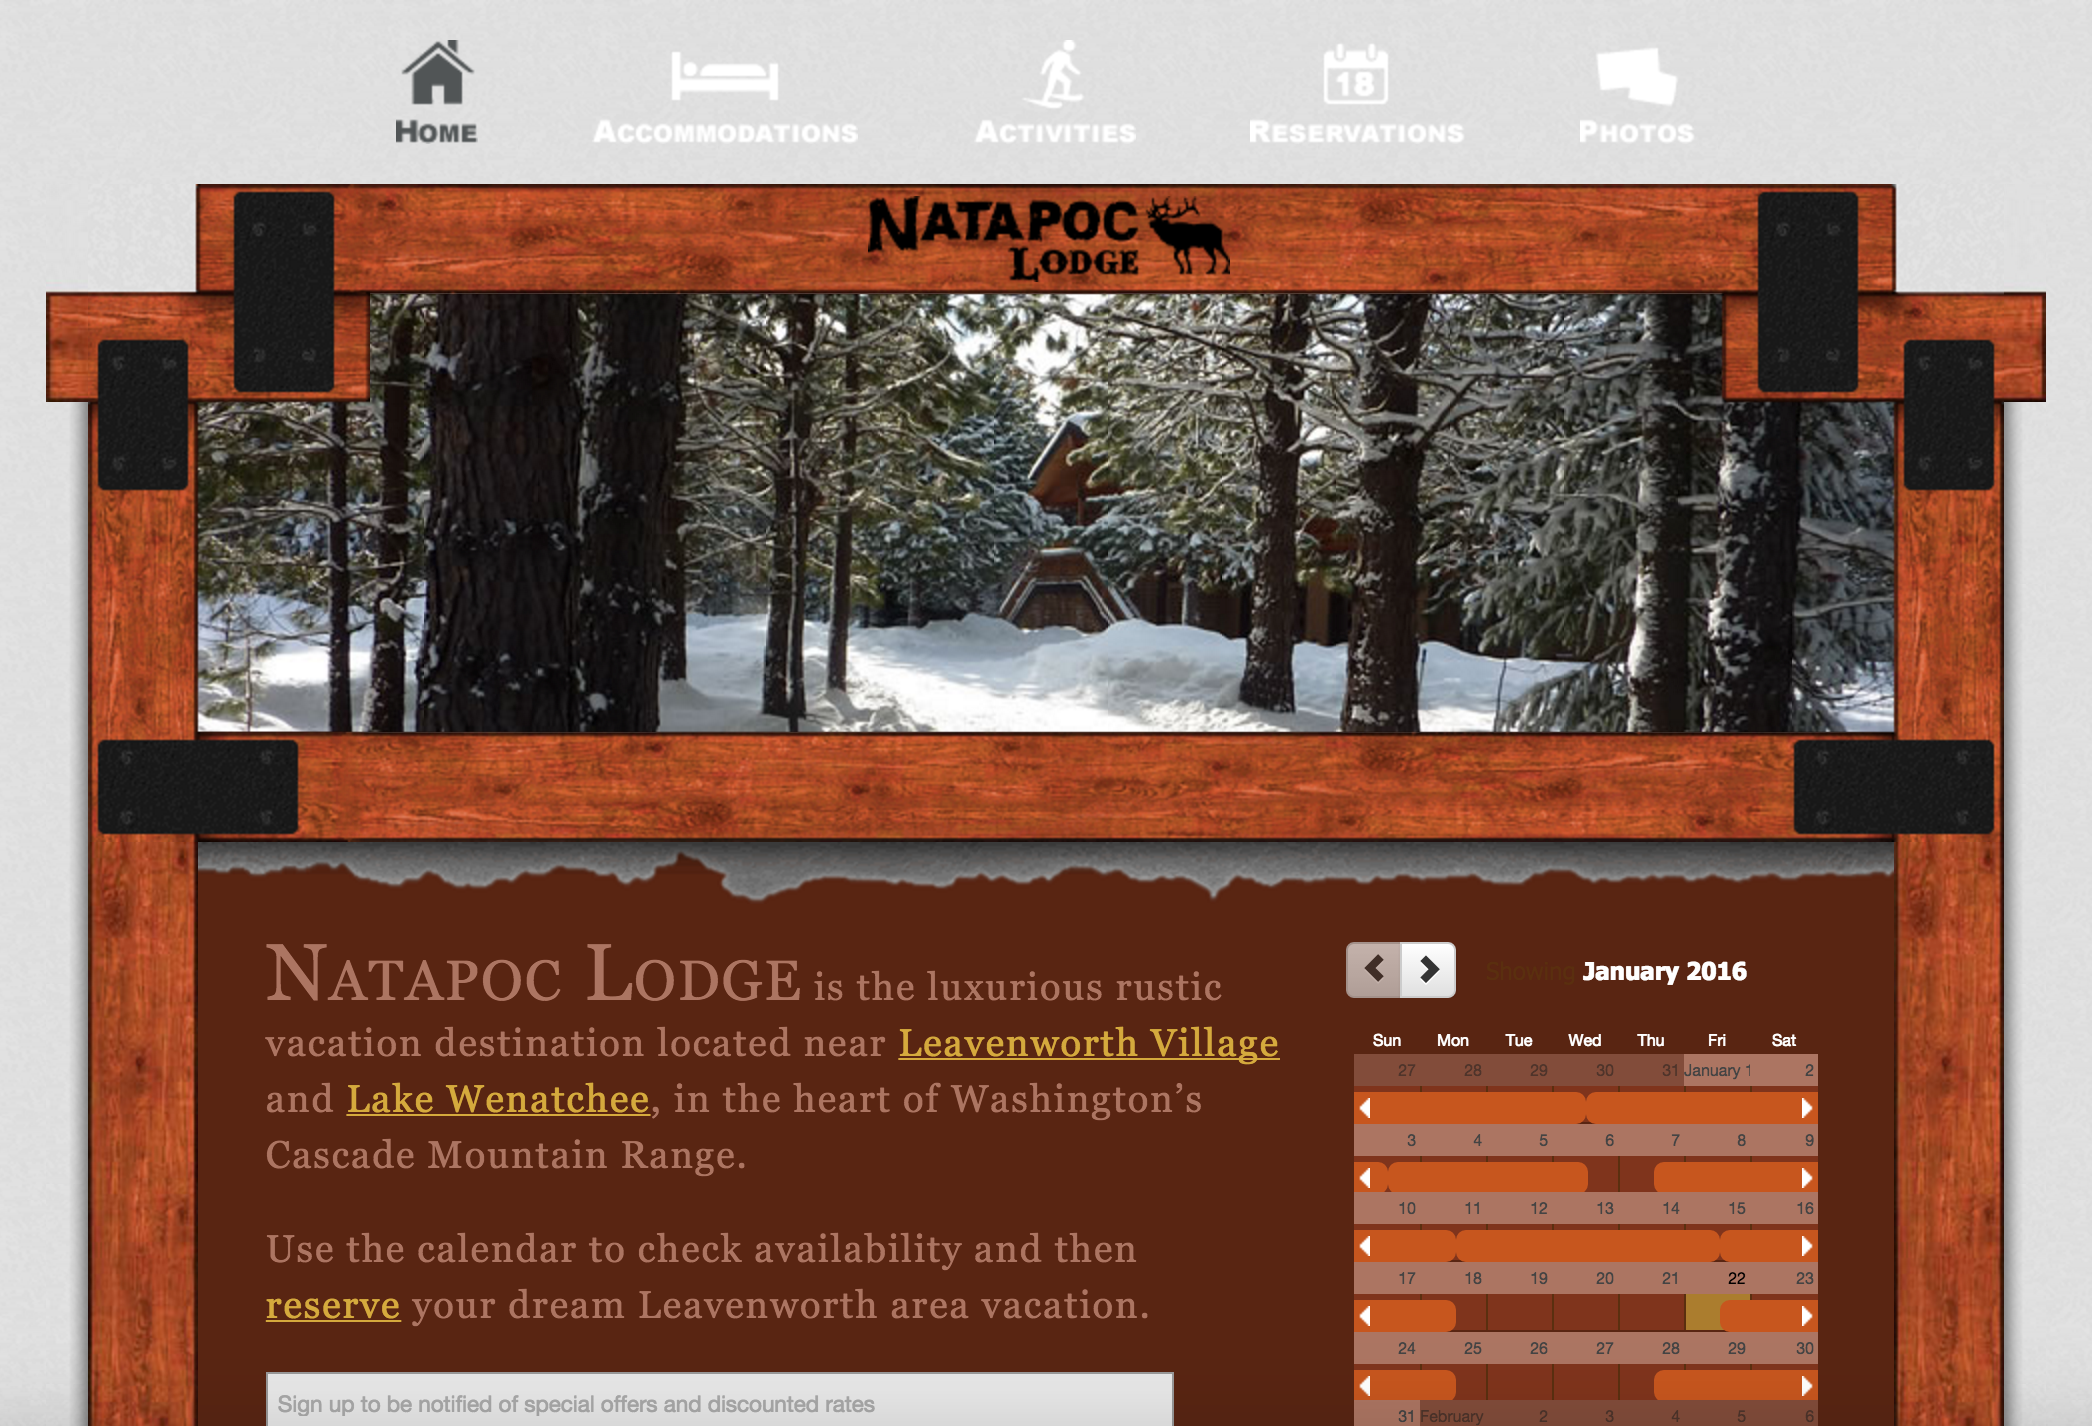 18
HOME
ACCOMMODATIONS
ACTIVITIES
RESERVATIONS
PHOTOS
NATAPOC
LODGE
NATAPOC LODGE is the luxurious rustic
vacation destination located near Leavenworth Village
and Lake Wenatchee, in the heart of Washington’s
Cascade Mountain Range.
Use the calendar to check availability and then
reserve your dream Leavenworth area vacation.
Sign up to be notified of special offers and discounted rates
Showing January 2016
Sun Mon Tue Wed Thu Fri Sat
27 28 29 30 31 January 1 2
3 4 5 6 7 8 9
10 11 12 13 14 15 16
17 18 19 20 21 22 23
24 25 26 27 28 29 30
31 February 2 3 4 5 6